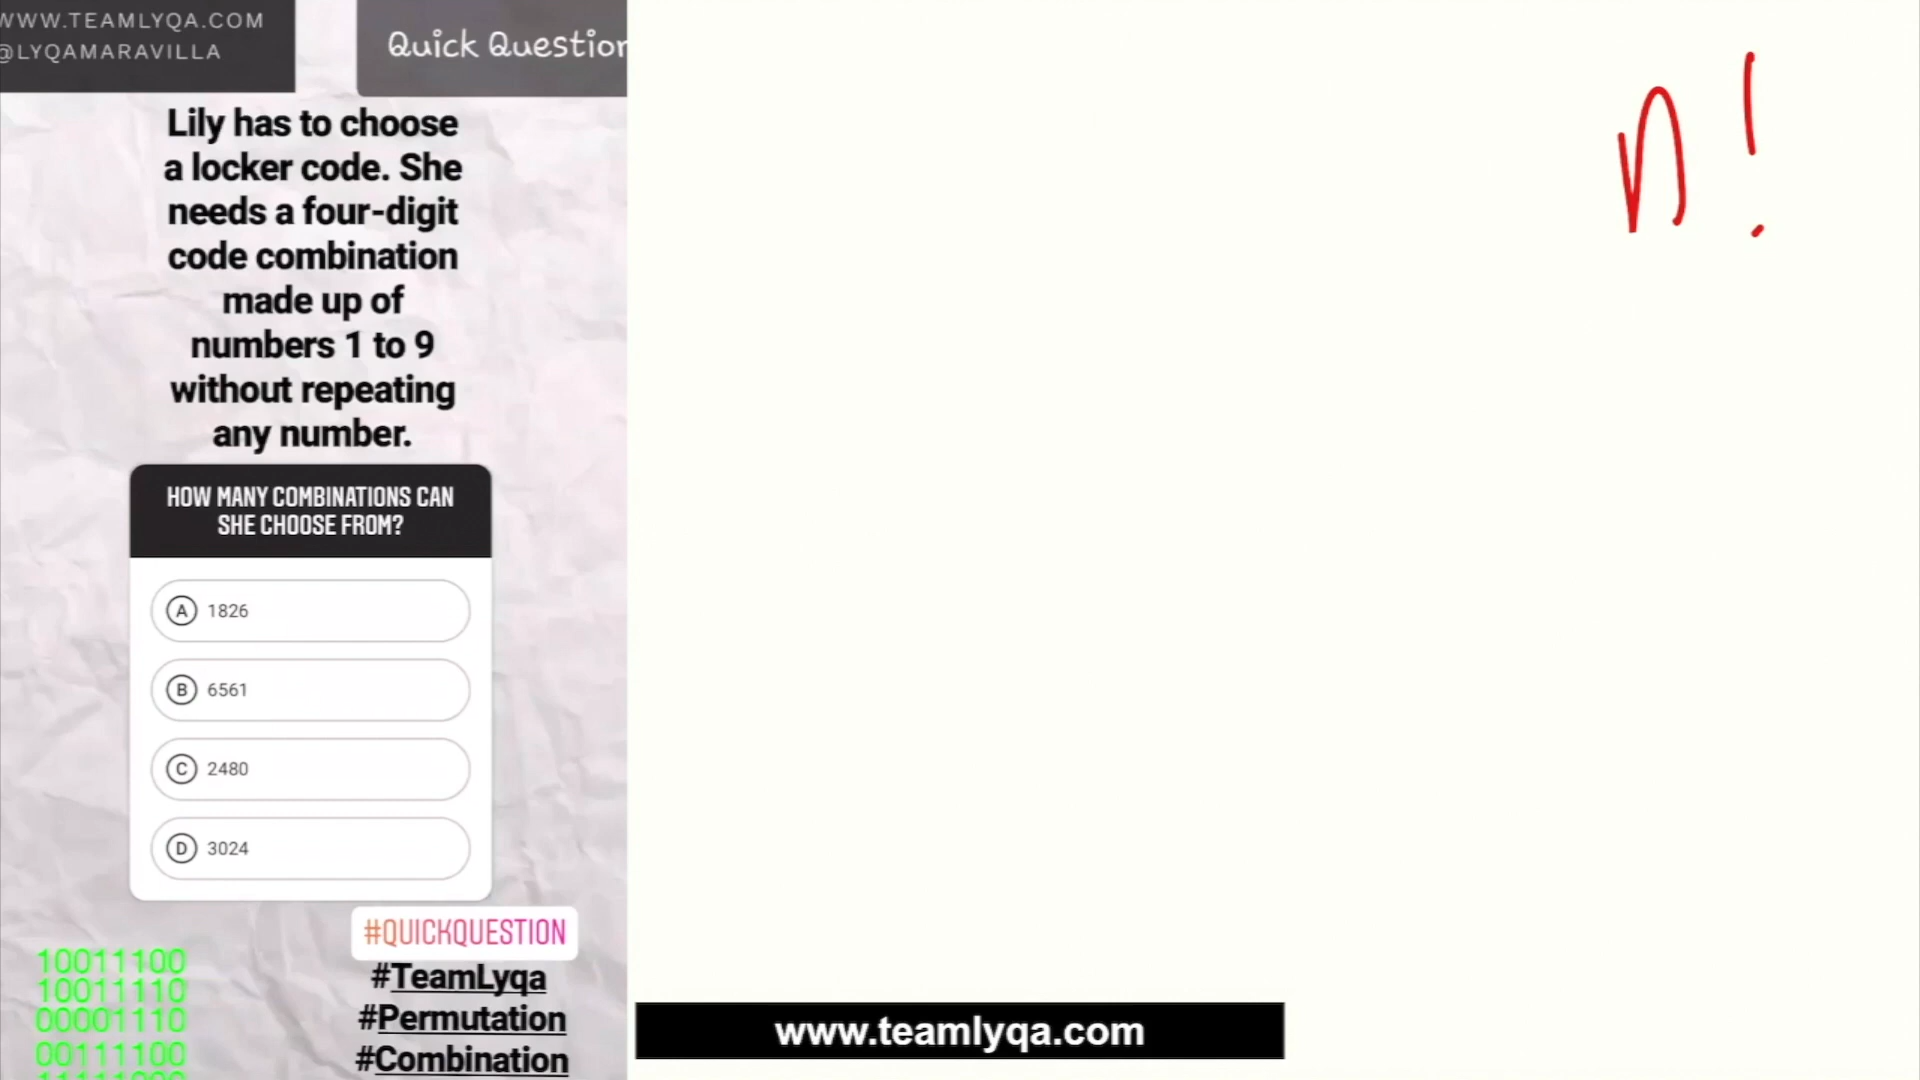 WWW.TEAMLYQA.COM
@LYQAMARAVILLA
Quick Question
Lily has to choose
a locker code. She
needs a four-digit
code combination
made up of
numbers 1 to 9
without repeating
any number.
HOW MANY COMBINATIONS CAN
SHE CHOOSE FROM?
A 1826
B 6561
C 2480
D 3024
#QUICKQUESTION
#TeamLyqa
#Permutation
#Combination
10011100
10011110
00001110
00111100
n!
www.teamlyqa.com